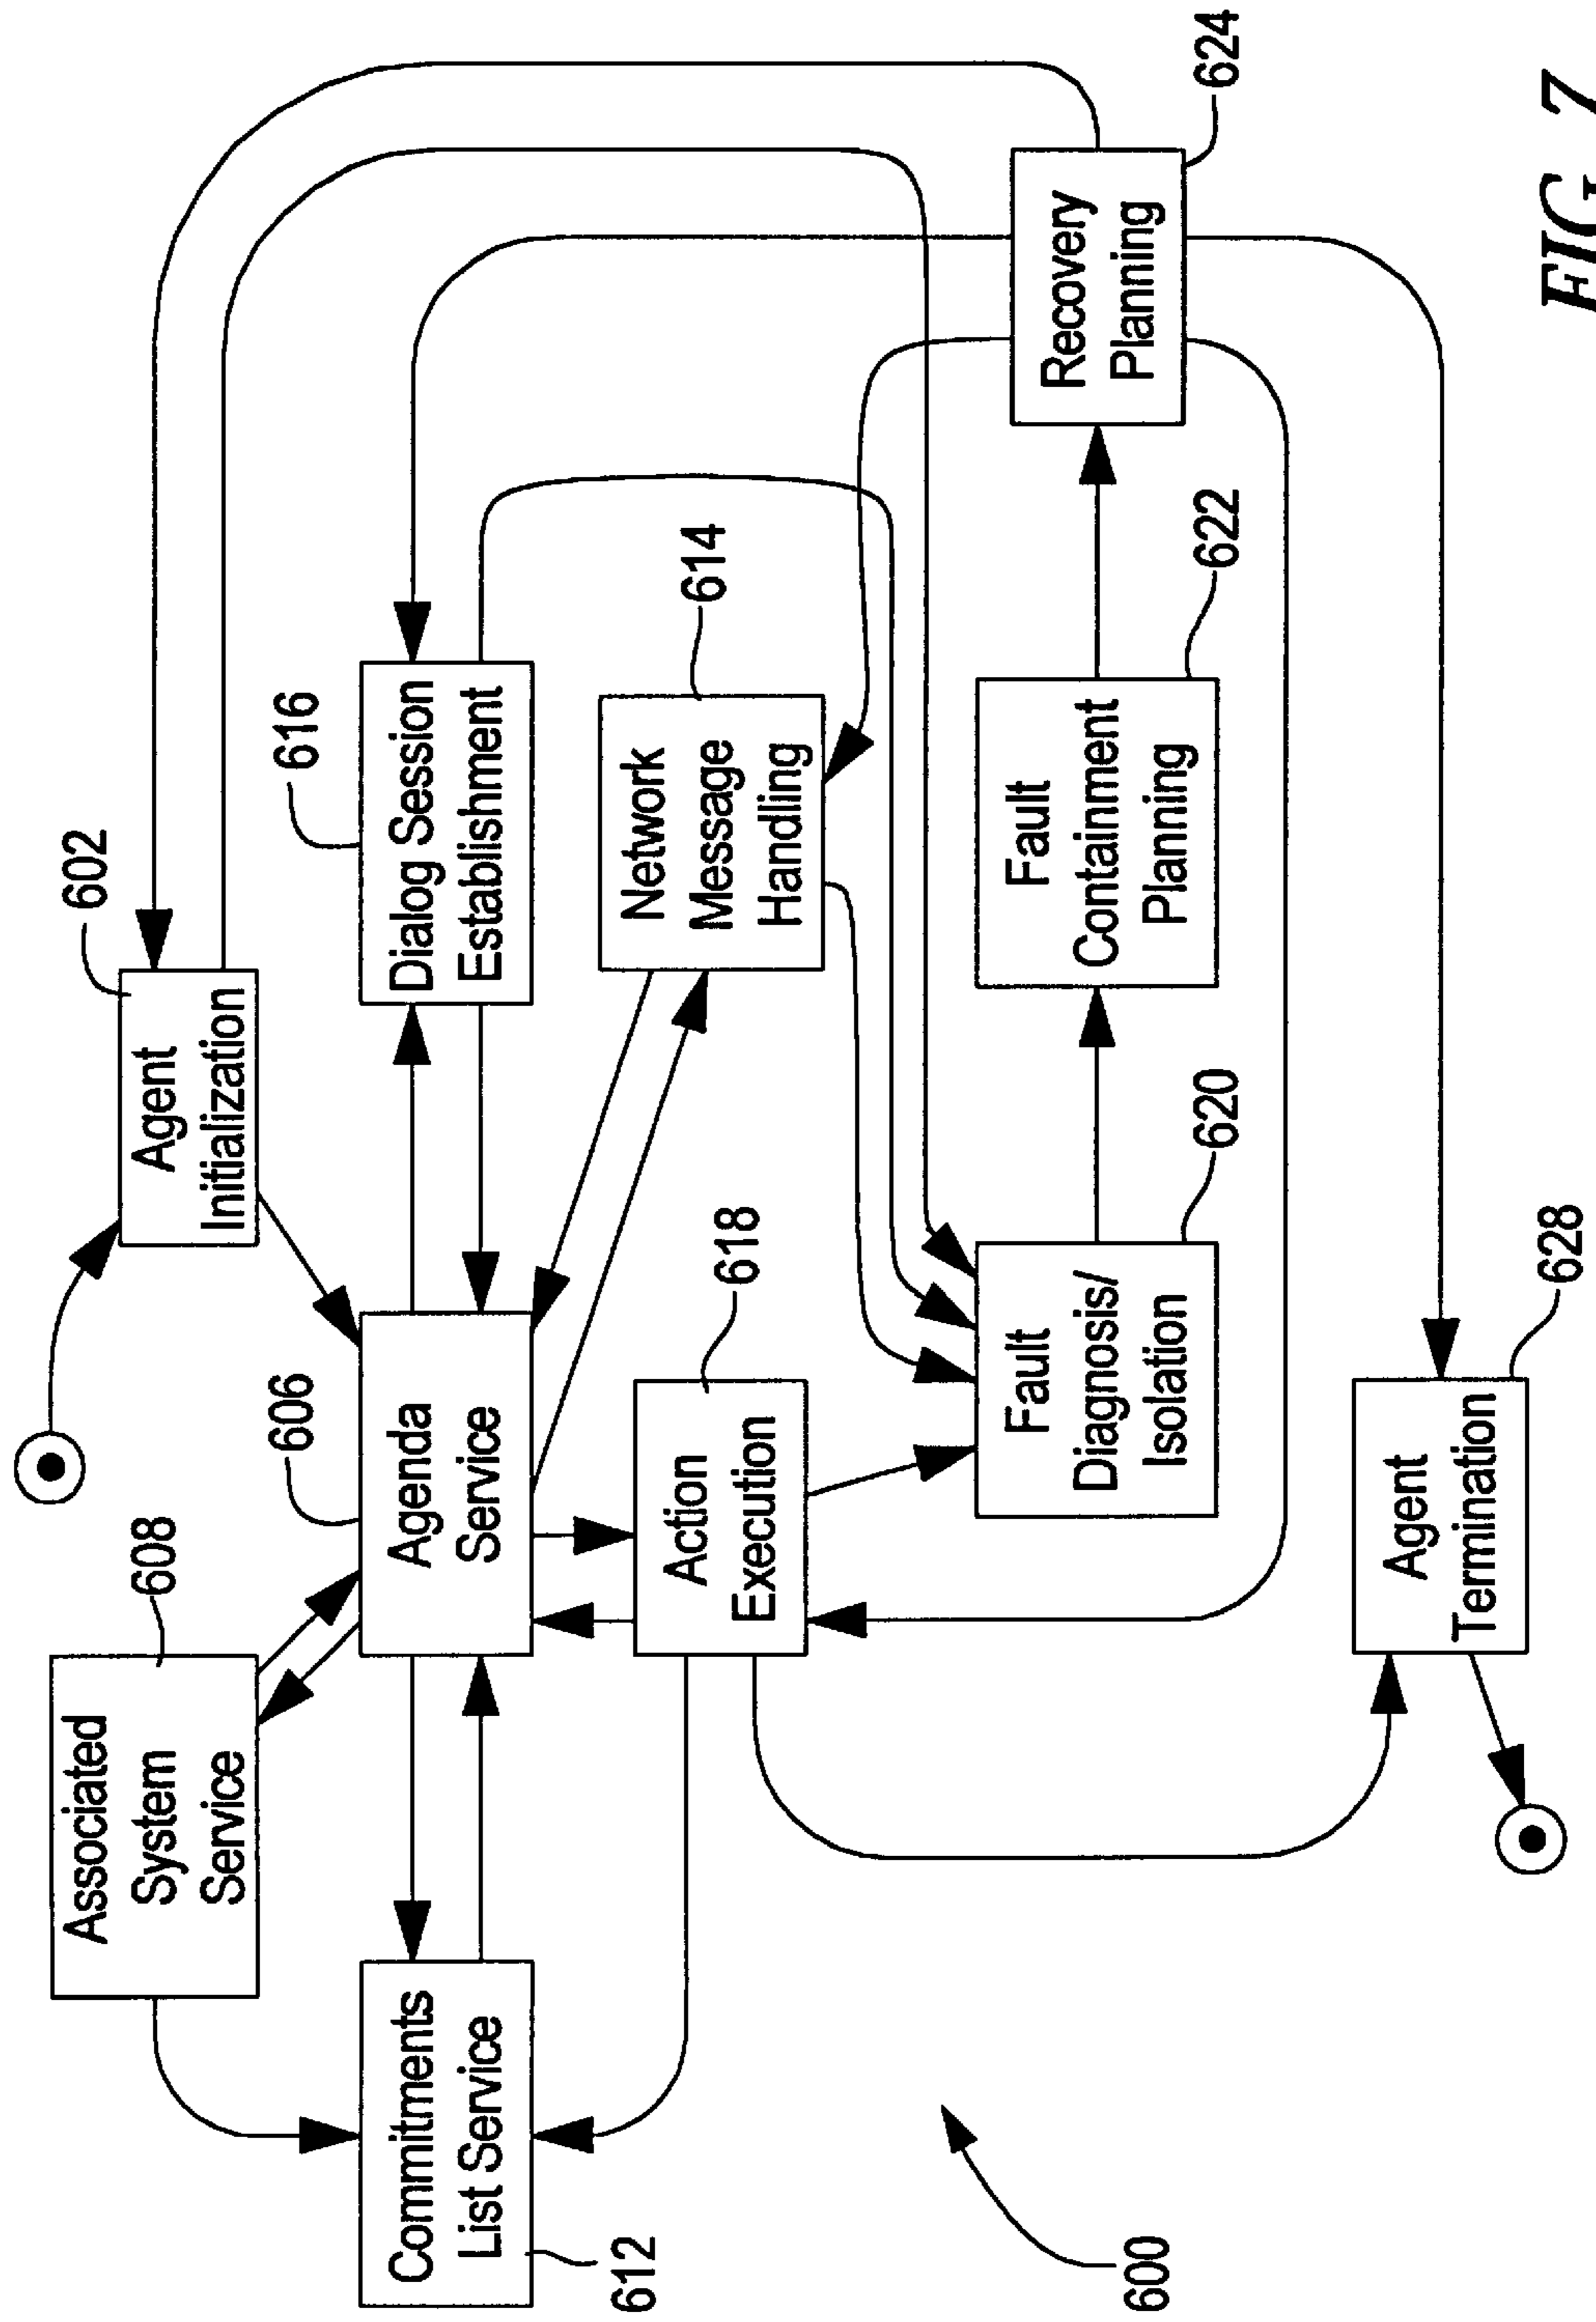 602
Agent
Initialization
608
Associated
System
Service
606
Agenda
Service
616
Dialog Session
Establishment
Commitments
List Service
612
614
Network
Message
Handling
618
Action
Execution
Fault
Diagnosis/
Isolation
620
Fault
Containment
Planning
622
Recovery
Planning
624
Agent
Termination
628
600
FIG 7